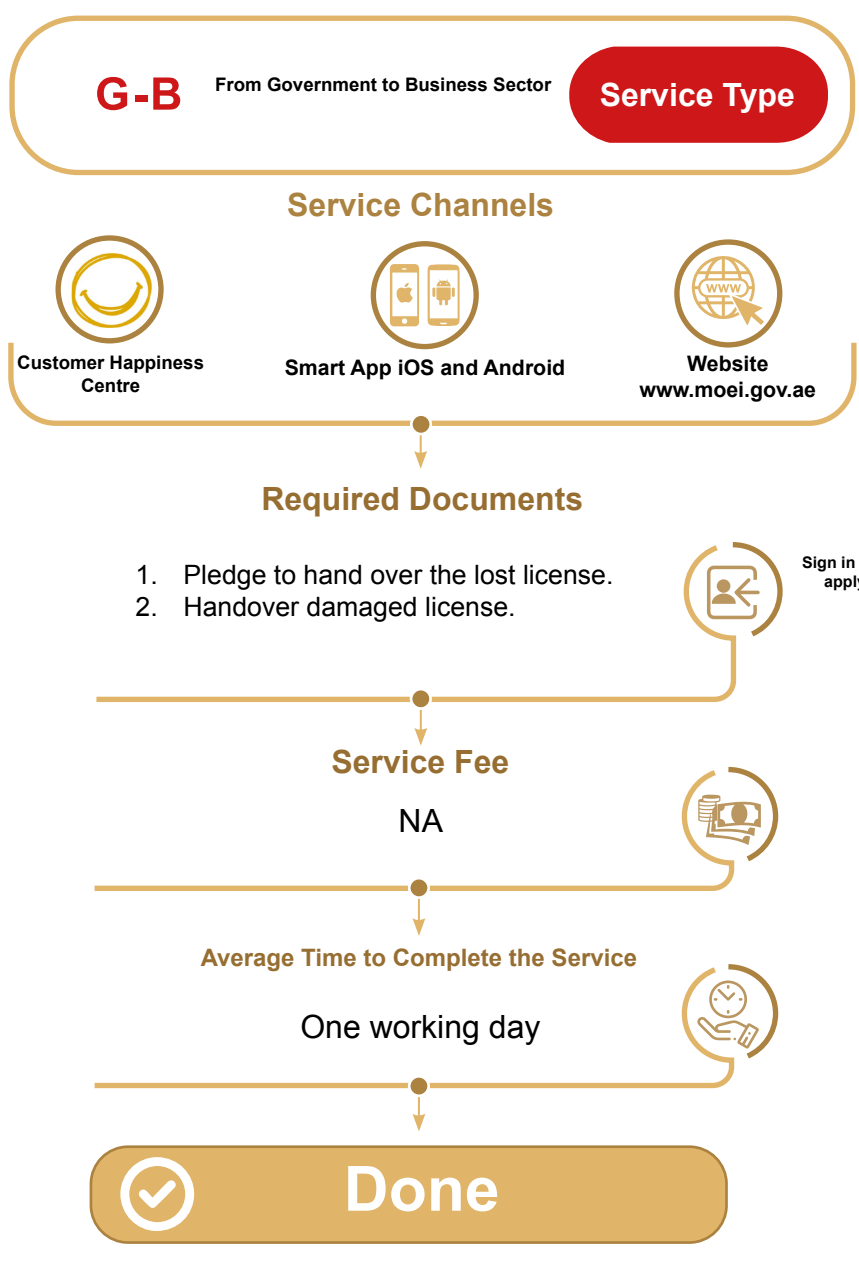 G-B
From Government to Business Sector
Service Type
Service Channels
Customer Happiness
Centre
Smart App iOS and Android
www
Website
www.moei.gov.ae
Required Documents
1. Pledge to hand over the lost license.
2. Handover damaged license.
Sign in
Service Fee
NA
Average Time to Complete the Service
One working day
Done